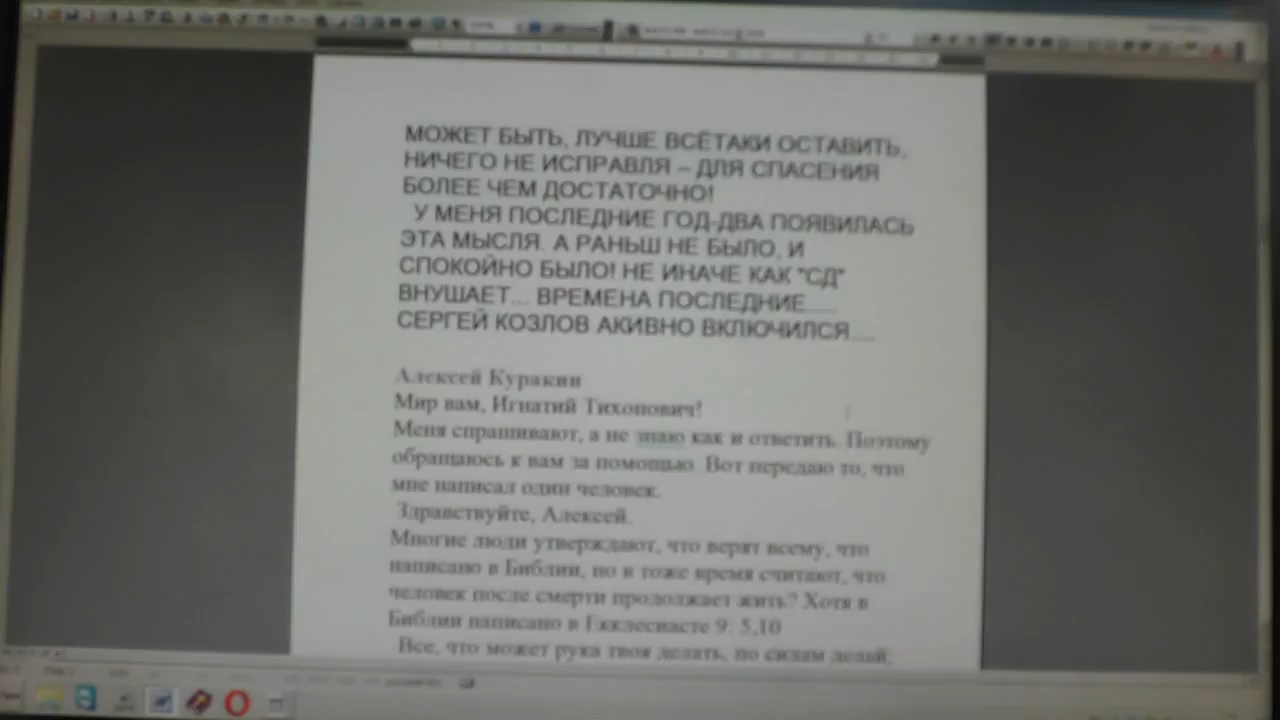 МОЖЕТ БЫТЬ, ЛУЧШЕ ВСЁТАКИ ОСТАВИТЬ,
НИЧЕГО НЕ ИСПРАВЛЯ – ДЛЯ СПАСЕНИЯ
БОЛЕЕ ЧЕМ ДОСТАТОЧНО!
У МЕНЯ ПОСЛЕДНИЕ ГОД-ДВА ПОЯВИЛАСЬ
ЭТА МЫСЛЯ. А РАНЬШ НЕ БЫЛО, И
СПОКОЙНО БЫЛО! НЕ ИНАЧЕ КАК "СД"
ВНУШАЕТ... ВРЕМЕНА ПОСЛЕДНИЕ.....
СЕРГЕЙ КОЗЛОВ АКИВНО ВКЛЮЧИЛСЯ....
Алексей Куракин
Мир вам, Игнатий Тихонович!
Меня спрашивают, а не знаю как и ответить. Поэтому
обращаюсь к вам за помощью. Вот передаю то, что
мне написал один человек.
Здравствуйте, Алексей.
Многие люди утверждают, что верят всему, что
написано в Библии, но в тоже время считают, что
человек после смерти продолжает жить? Хотя в
Библии написано в Екклесиасте 9: 5,10
Все, что может рука твоя делать, по силам делай;